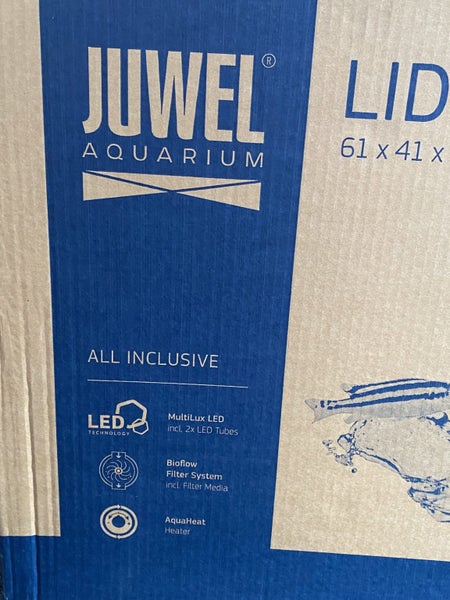 JUWEL®
AQUARIUM
LID
61 x 41 x
ALL INCLUSIVE
LED
TECHNOLOGY
MultiLux LED
incl. 2x LED Tubes
Bioflow
Filter System
incl. Filter Media
AquaHeat
Heater